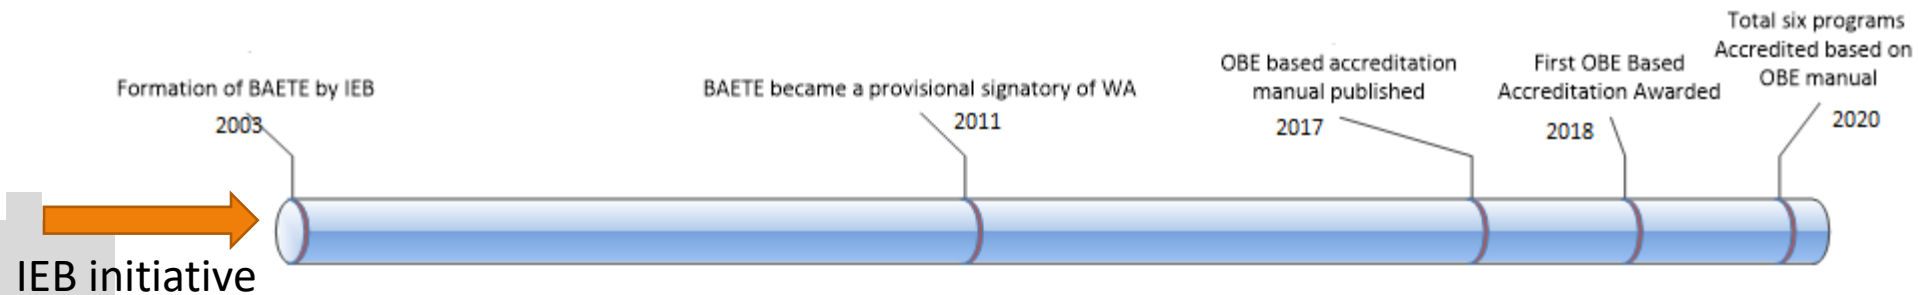 Formation of BAETE by IEB
2003
BAETE became a provisional signatory of WA
2011
OBE based accreditation
manual published
2017
First OBE Based
Accreditation Awarded
2018
Total six programs
Accredited based on
OBE manual
2020
IEB initiative